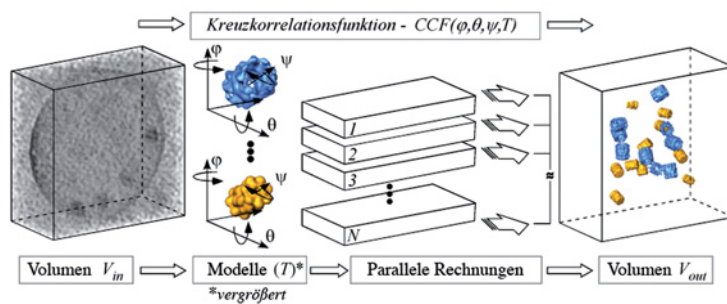 Kreuzkorrelationsfunktion - CCF(φ,θ,ψ,T)
φ
ψ
θ
φ
ψ
θ
1
2
3
N
Volumen V_in
Modelle (T)*
Parallele Rechnungen
Volumen V_out
*vergrößert